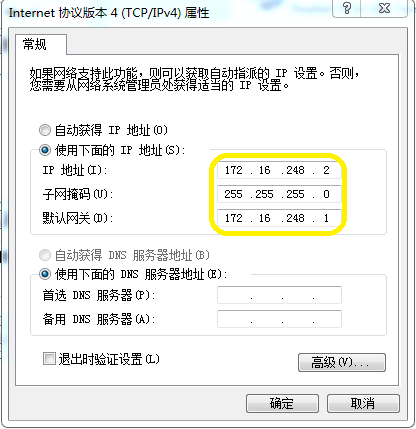 Internet 协议版本 4 (TCP/IPv4) 属性
常规
如果网络支持此功能，则可以获取自动指派的 IP 设置。否则，
您需要从网络系统管理员处获得适当的 IP 设置。
自动获得 IP 地址(O)
使用下面的 IP 地址(S):
IP 地址(I): 172 . 16 . 248 . 2
子网掩码(U): 255 . 255 . 255 . 0
默认网关(D): 172 . 16 . 248 . 1
自动获得 DNS 服务器地址(B)
使用下面的 DNS 服务器地址(E):
首选 DNS 服务器(P): . . .
备用 DNS 服务器(A): . . .
退出时验证设置(L)
高级(V)...
确定 取消